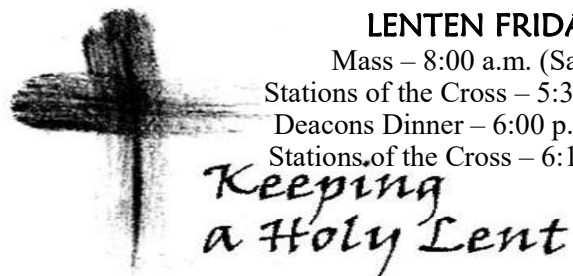 LENTEN FRIDA
Mass – 8:00 a.m. (Sa
Stations of the Cross – 5:3
Deacons Dinner – 6:00 p.
Stations of the Cross – 6:1
Keeping
a Holy Lent